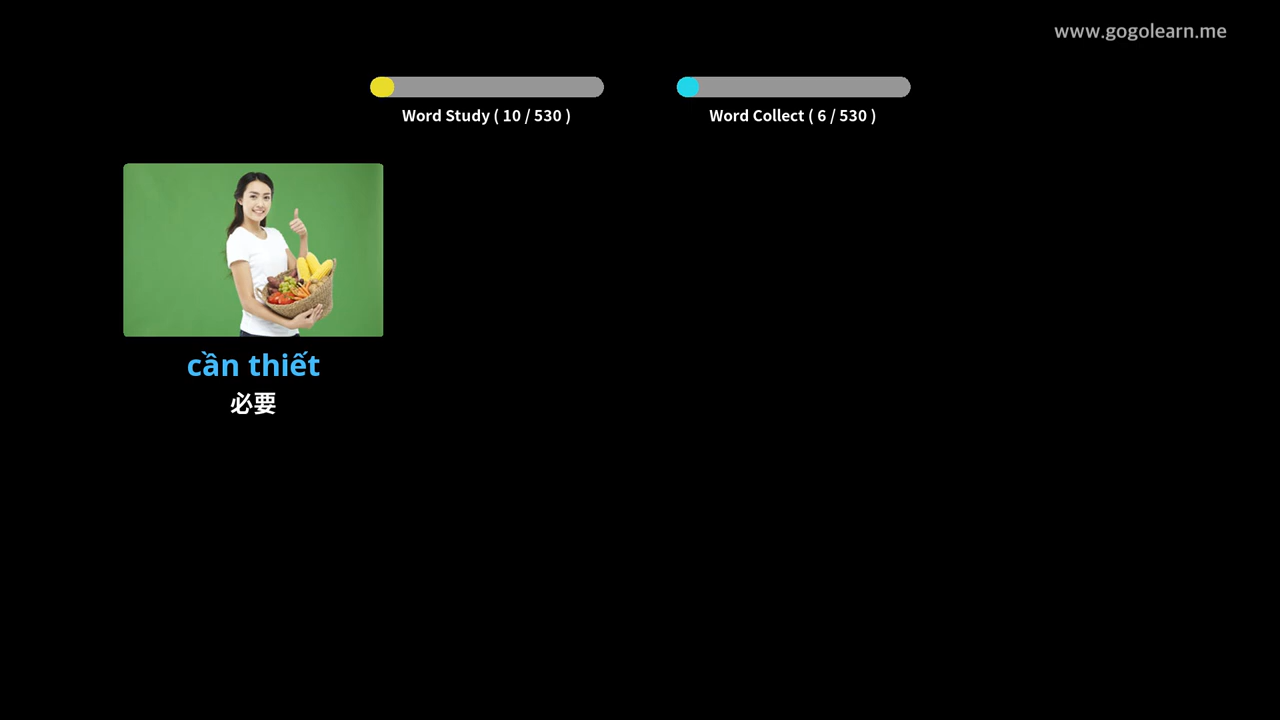 www.gogolearn.me
Word Study ( 10 / 530 )
Word Collect ( 6 / 530 )
cần thiết
必要